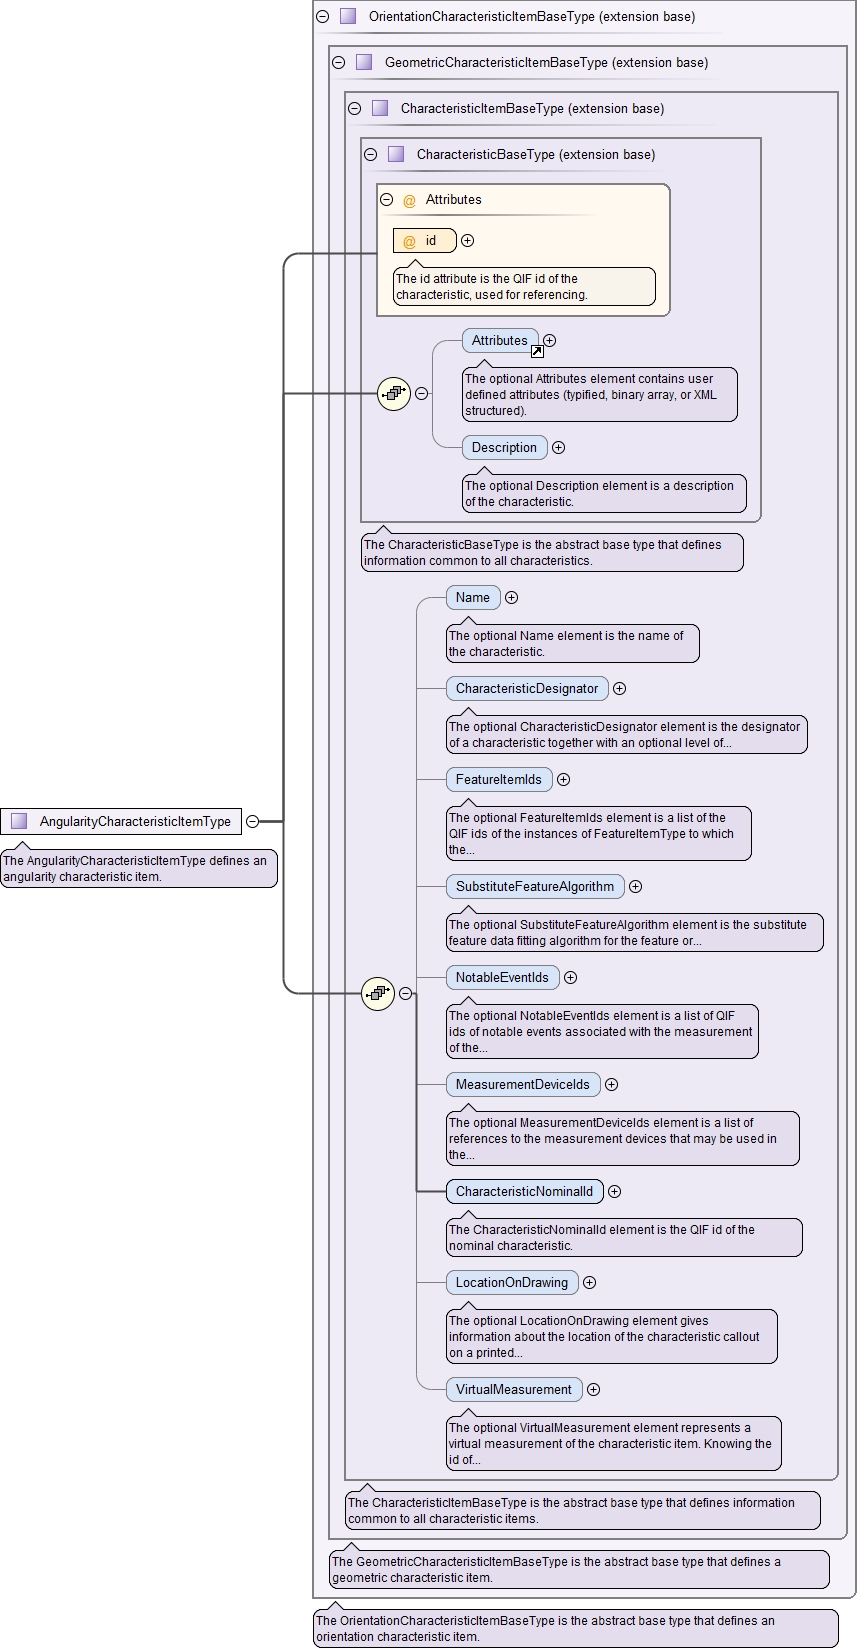 OrientationCharacteristicItemBaseType (extension base)
GeometricCharacteristicItemBaseType (extension base)
CharacteristicItemBaseType (extension base)
CharacteristicBaseType (extension base)
@ Attributes
@ id
The id attribute is the QIF id of the
characteristic, used for referencing.
Attributes
The optional Attributes element contains user
defined attributes (typified, binary array, or XML
structured).
Description
The optional Description element is a description
of the characteristic.
The CharacteristicBaseType is the abstract base type that defines
information common to all characteristics.
Name
The optional Name element is the name of
the characteristic.
CharacteristicDesignator
The optional CharacteristicDesignator element is the designator
of a characteristic together with an optional level of...
FeatureItemIds
The optional FeatureItemIds element is a list of the
QIF ids of the instances of FeatureItemType to which
the...
AngularityCharacteristicItemType
The AngularityCharacteristicItemType defines an
angularity characteristic item.
SubstituteFeatureAlgorithm
The optional SubstituteFeatureAlgorithm element is the substitute
feature data fitting algorithm for the feature or...
NotableEventIds
The optional NotableEventIds element is a list of QIF
ids of notable events associated with the measurement
of the...
MeasurementDeviceIds
The optional MeasurementDeviceIds element is a list of
references to the measurement devices that may be used in
the...
CharacteristicNominalId
The CharacteristicNominalId element is the QIF id of the
nominal characteristic.
LocationOnDrawing
The optional LocationOnDrawing element gives
information about the location of the characteristic callout
on a printed...
VirtualMeasurement
The optional VirtualMeasurement element represents a
virtual measurement of the characteristic item. Knowing the
id of...
The CharacteristicItemBaseType is the abstract base type that defines information
common to all characteristic items.
The GeometricCharacteristicItemBaseType is the abstract base type that defines a
geometric characteristic item.
The OrientationCharacteristicItemBaseType is the abstract base type that defines an
orientation characteristic item.